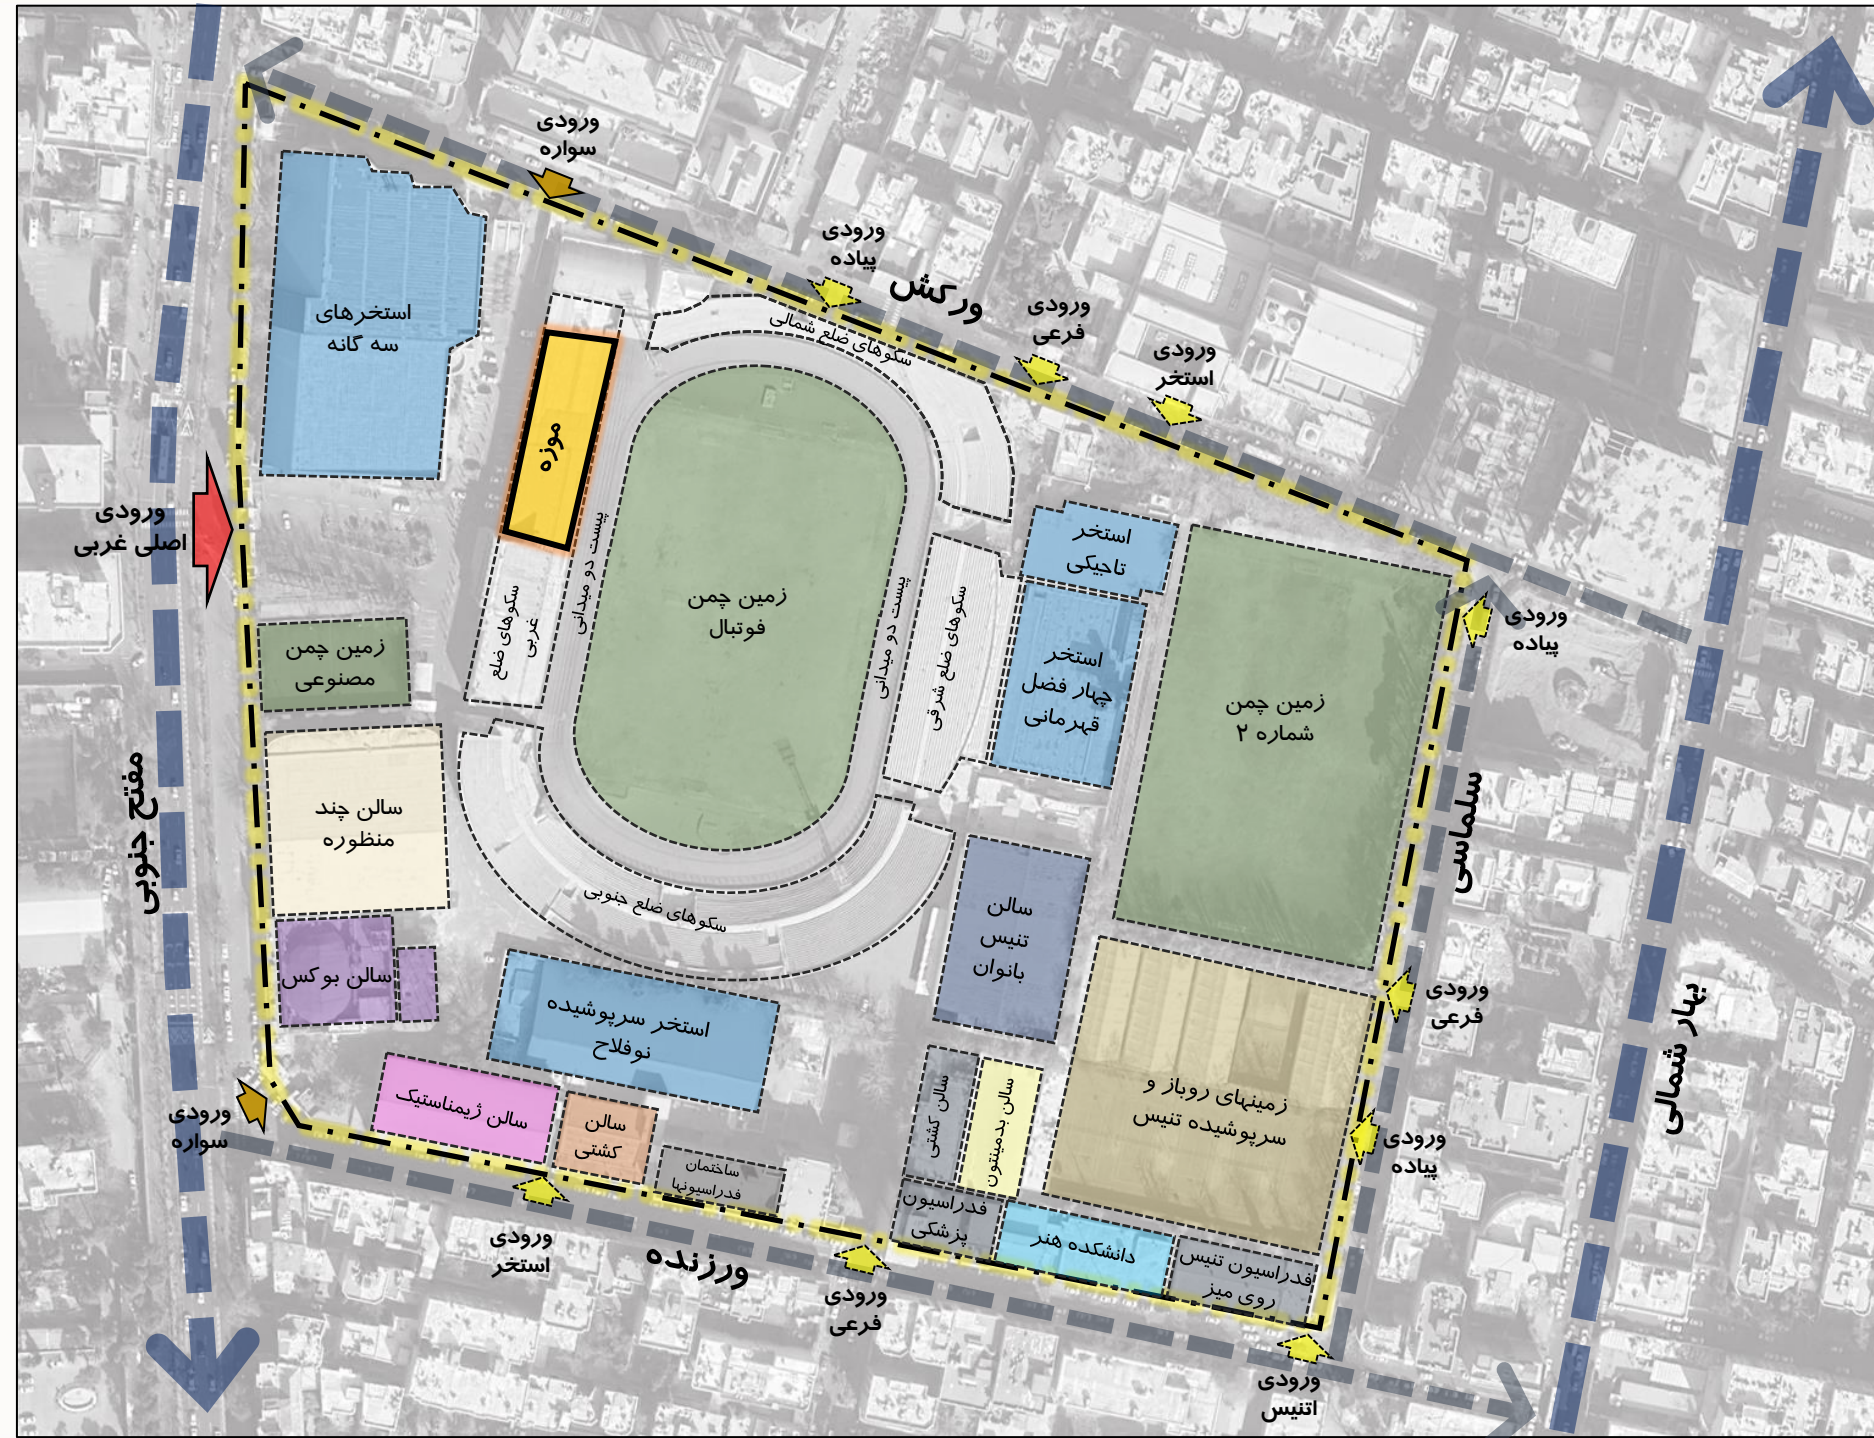 ورودی
سواره
ورودی
پیاده
ورکش
ورودی
فرعی
ورودی
استخر
استخرهای
سه گانه
سکوهای ضلع شمالی
موزه
ورودی
اصلی غربی
پیست دو میدانی
زمین چمن
فوتبال
پیست دو میدانی
سکوهای ضلع
غربی
سکوهای ضلع شرقی
استخر
تاجیکی
استخر
چهار فضل
قهرمانی
زمین چمن
شماره ۲
ورودی
پیاده
زمین چمن
مصنوعی
سالن چند
منظوره
مفتح جنوبی
سلماسی
سکوهای ضلع جنوبی
سالن
تنیس
بانوان
سالن بوکس
استخر سرپوشیده
نوفلاح
ورودی
فرعی
بهار شمالی
سالن ژیمناستیک
سالن
کشتی
ساختمان
فدراسیونها
سالن کشتی
سالن بدمینتون
زمینهای روباز و
سرپوشیده تنیس
ورودی
پیاده
ورودی
سواره
فدراسیون
پزشکی
دانشکده هنر
فدراسیون تنیس
روی میز
ورودی
استخر
ورزنده
ورودی
فرعی
ورودی
اتنیس